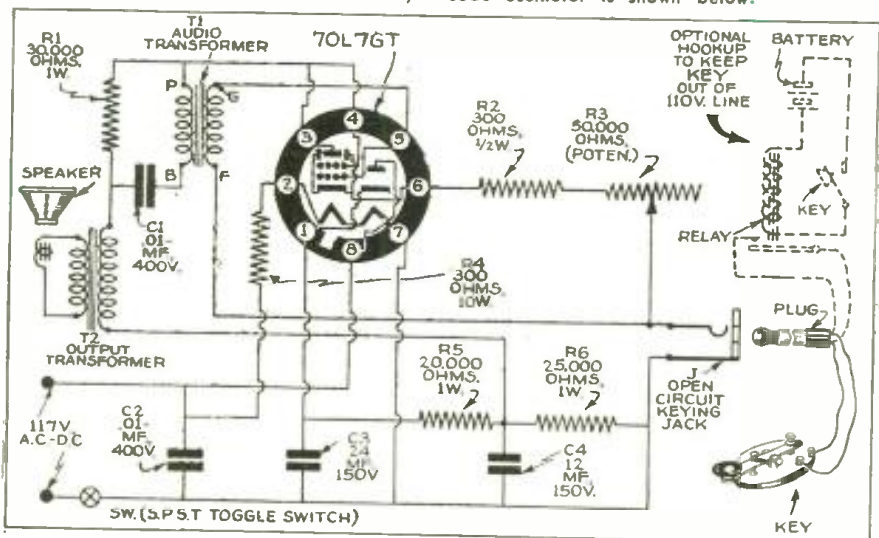 code oscillator is shown below.
T1
AUDIO
TRANSFORMER
70L7GT
R1
30,000
OHMS,
1W.
P
G
B
F
SPEAKER
C1
.01-
MF.
400V.
T2
OUTPUT
TRANSFORMER
3
4
5
2
6
1
8
7
R4
300
OHMS,
10W.
R2
300
OHMS,
1/2W
R3
50,000
OHMS.
(POTEN.)
OPTIONAL
HOOKUP
TO KEEP
KEY
OUT OF
110V. LINE
BATTERY
KEY
RELAY
PLUG
J
OPEN
CIRCUIT
KEYING
JACK
KEY
117V.
A.C.-D.C
C2
.01-
MF.
400V.
C3
24
MF.
150V
R5
20,000
OHMS,
1W.
R6
25,000
OHMS,
1W.
C4
12
MF.
150V.
SW. (S.P.S.T TOGGLE SWITCH)